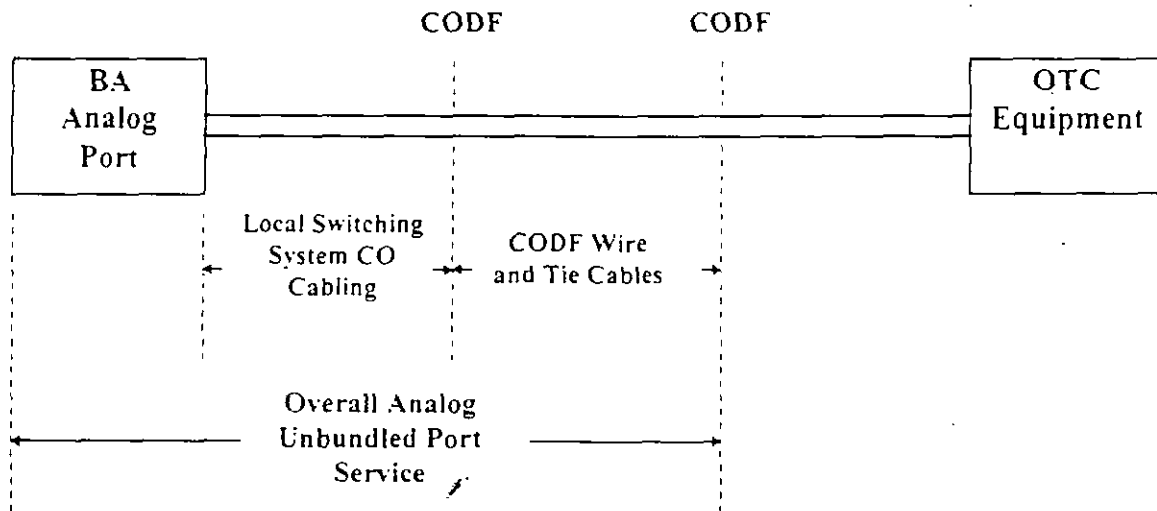 CODF
CODF
BA
Analog
Port
OTC
Equipment
Local Switching
System CO
Cabling
CODF Wire
and Tie Cables
Overall Analog
Unbundled Port
Service